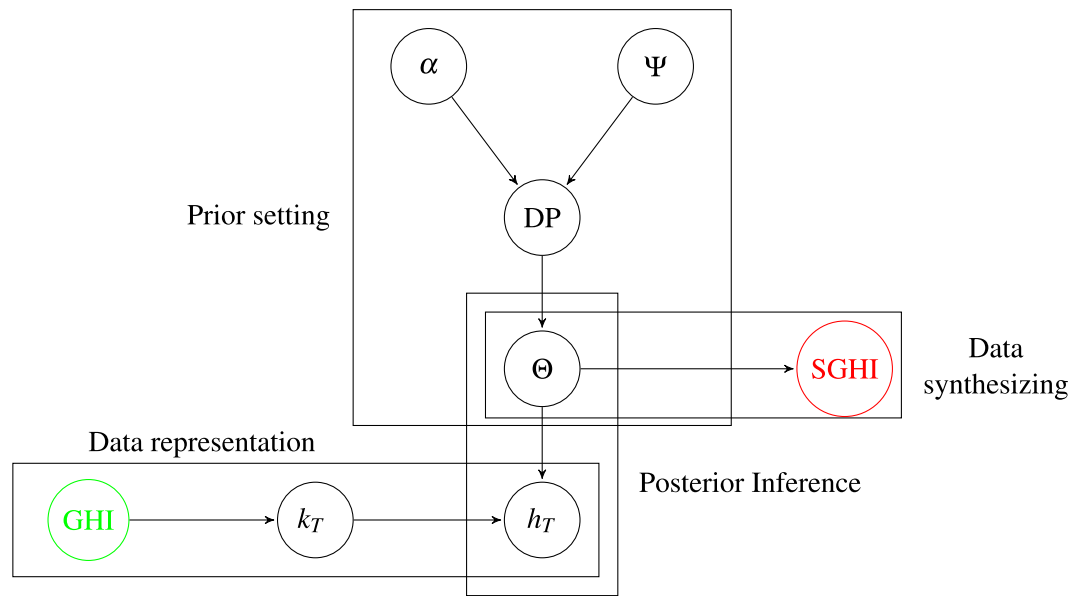 α
Ψ
Prior setting
DP
Θ
SGHI
Data
synthesizing
Data representation
Posterior Inference
GHI
k_T
h_T